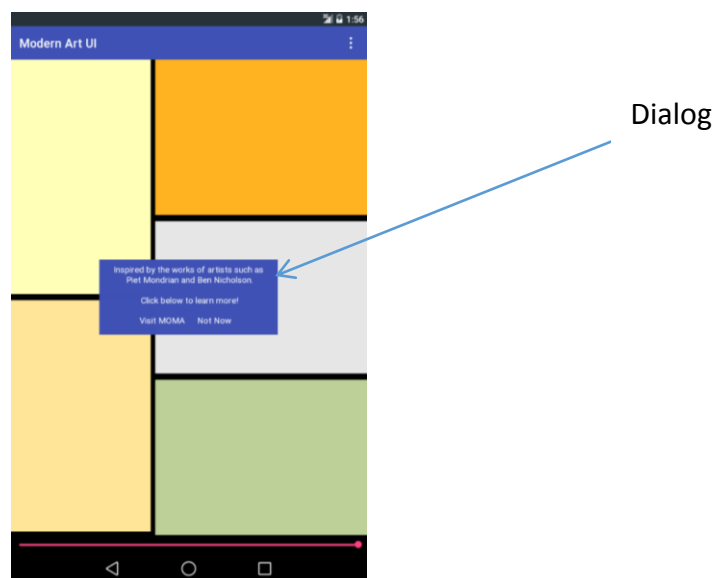 1:56
Modern Art UI
Dialog
Inspired by the works of artists such as
Piet Mondrian and Ben Nicholson.
Click below to learn more!
Visit MOMA Not Now